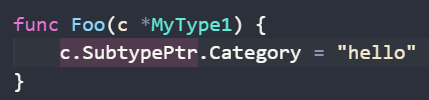 func Foo(c *MyType1) {
    c.SubtypePtr.Category = "hello"
}